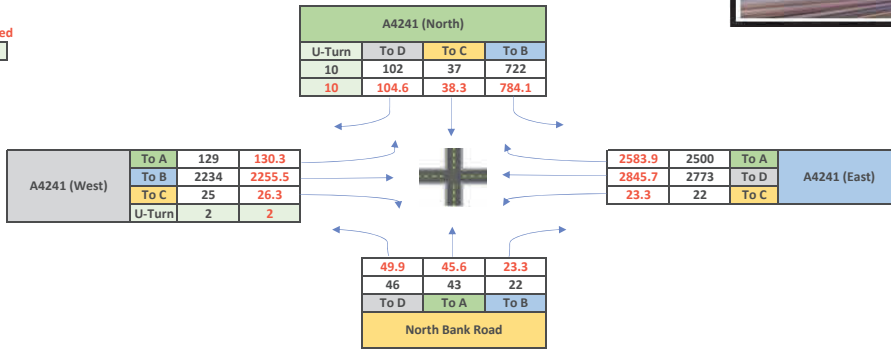 ed
A4241 (North)
U-Turn To D To C To B
10 102 37 722
10 104.6 38.3 784.1
A4241 (West)
To A 129 130.3
To B 2234 2255.5
To C 25 26.3
U-Turn 2 2
2583.9 2500 To A
2845.7 2773 To D
23.3 22 To C
A4241 (East)
49.9 45.6 23.3
46 43 22
To D To A To B
North Bank Road